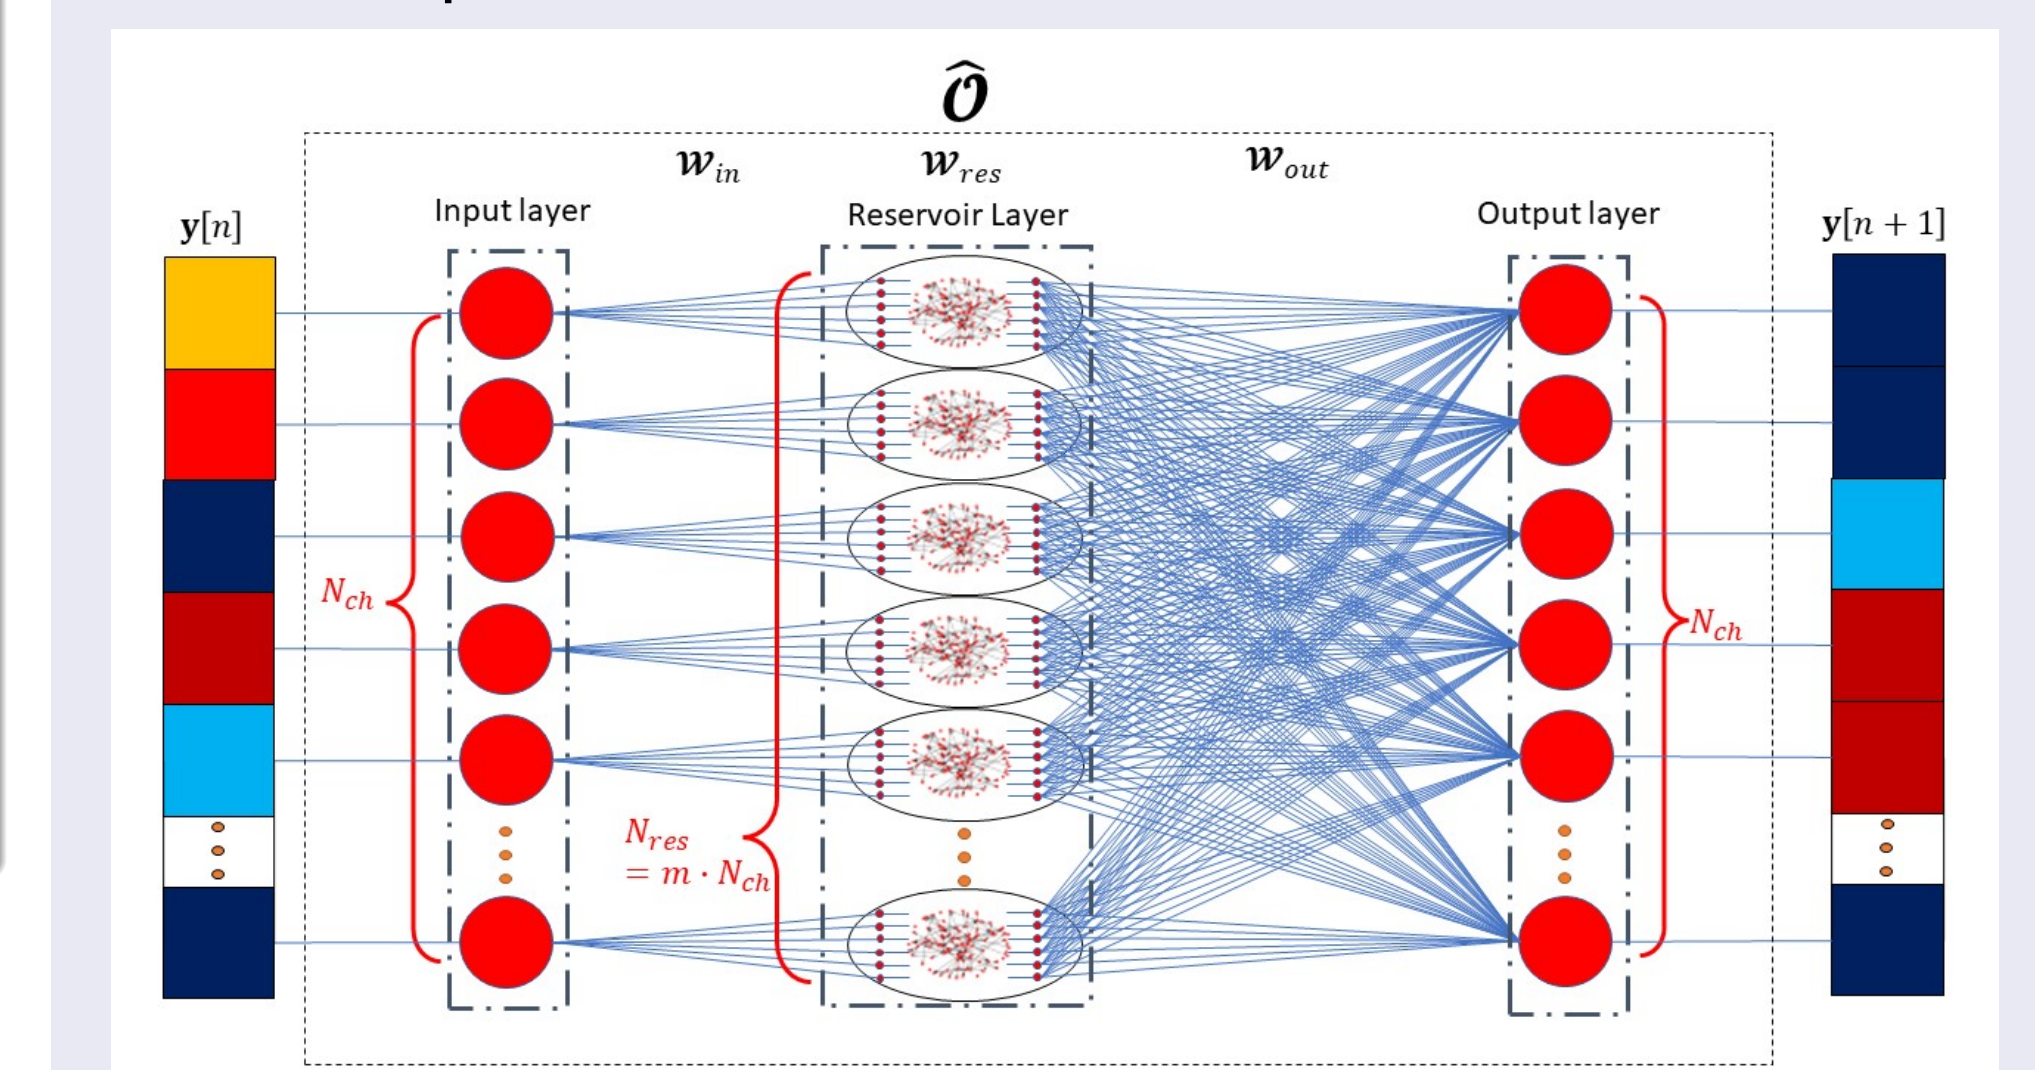 𝓞̂
𝓦_in
𝓦_res
𝓦_out
Input layer
Reservoir Layer
Output layer
y[n]
y[n + 1]
N_ch
N_res
= m · N_ch
N_ch